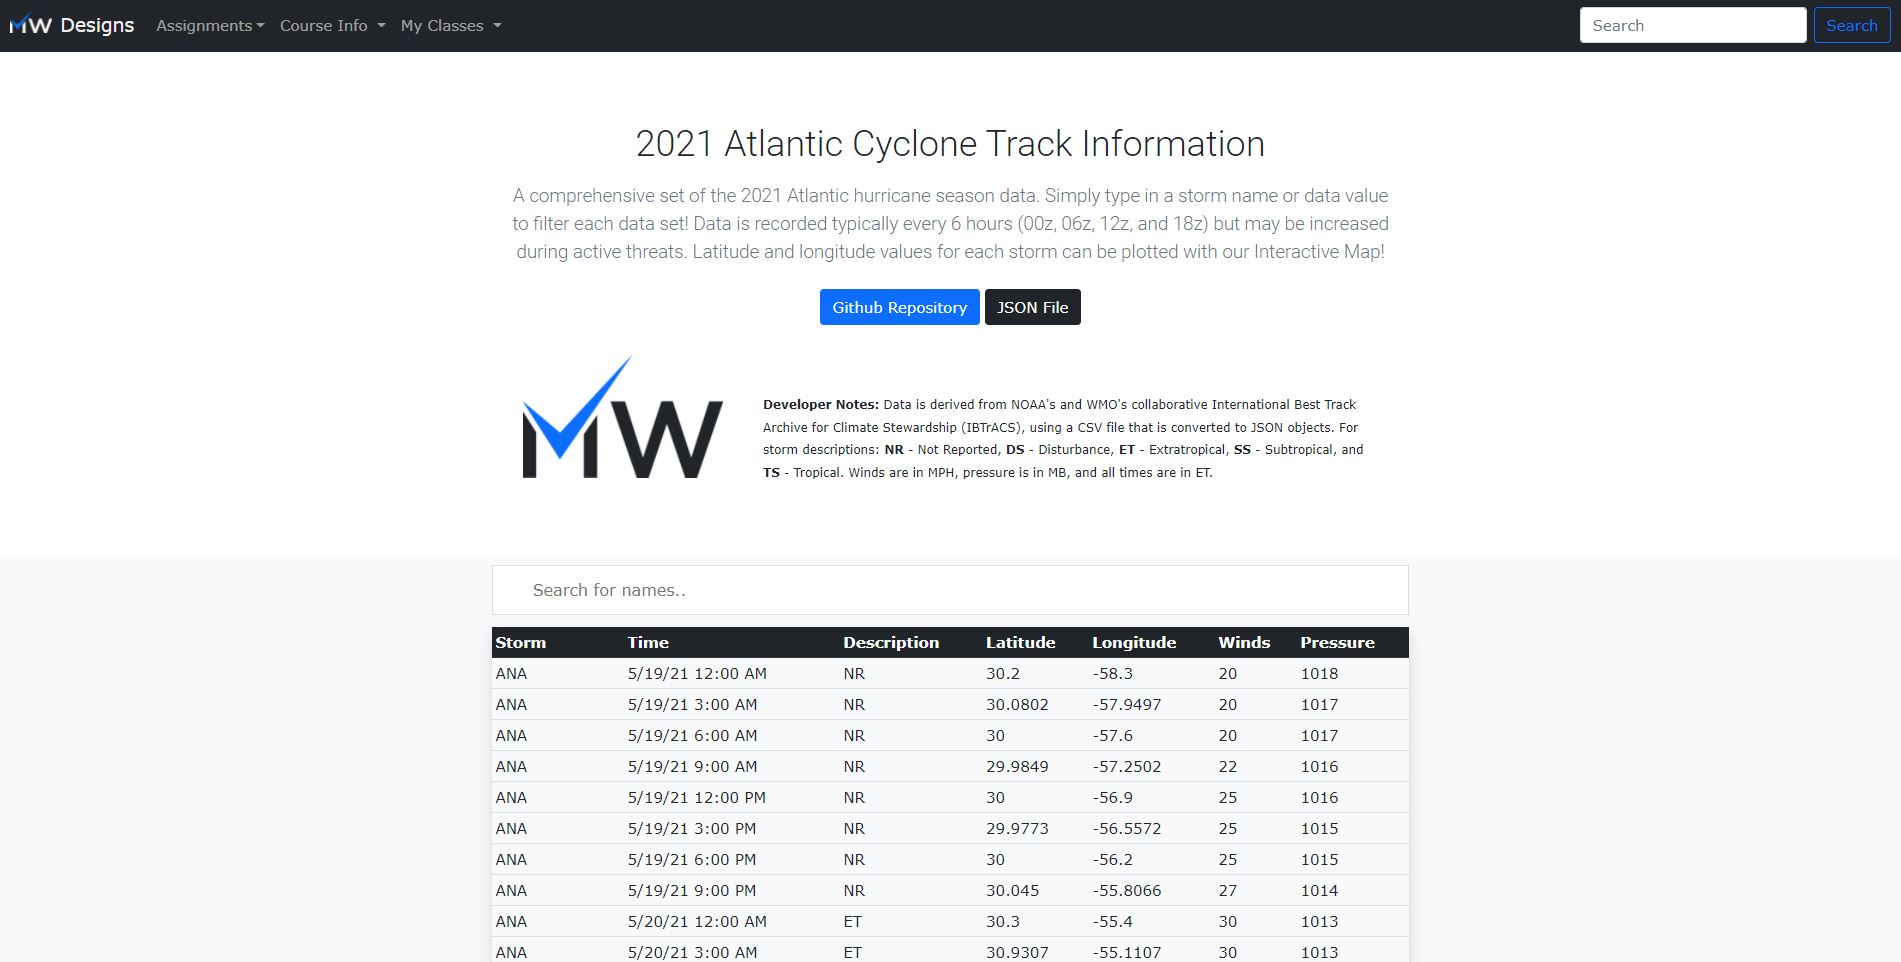 MW Designs Assignments Course Info My Classes Search Search
2021 Atlantic Cyclone Track Information
A comprehensive set of the 2021 Atlantic hurricane season data. Simply type in a storm name or data value
to filter each data set! Data is recorded typically every 6 hours (00z, 06z, 12z, and 18z) but may be increased
during active threats. Latitude and longitude values for each storm can be plotted with our Interactive Map!
Github Repository JSON File
MW
Developer Notes: Data is derived from NOAA's and WMO's collaborative International Best Track
Archive for Climate Stewardship (IBTrACS), using a CSV file that is converted to JSON objects. For
storm descriptions: NR - Not Reported, DS - Disturbance, ET - Extratropical, SS - Subtropical, and
TS - Tropical. Winds are in MPH, pressure is in MB, and all times are in ET.
Search for names..
Storm Time Description Latitude Longitude Winds Pressure
ANA 5/19/21 12:00 AM NR 30.2 -58.3 20 1018
ANA 5/19/21 3:00 AM NR 30.0802 -57.9497 20 1017
ANA 5/19/21 6:00 AM NR 30 -57.6 20 1017
ANA 5/19/21 9:00 AM NR 29.9849 -57.2502 22 1016
ANA 5/19/21 12:00 PM NR 30 -56.9 25 1016
ANA 5/19/21 3:00 PM NR 29.9773 -56.5572 25 1015
ANA 5/19/21 6:00 PM NR 30 -56.2 25 1015
ANA 5/19/21 9:00 PM NR 30.045 -55.8066 27 1014
ANA 5/20/21 12:00 AM ET 30.3 -55.4 30 1013
ANA 5/20/21 3:00 AM ET 30.9307 -55.1107 30 1013